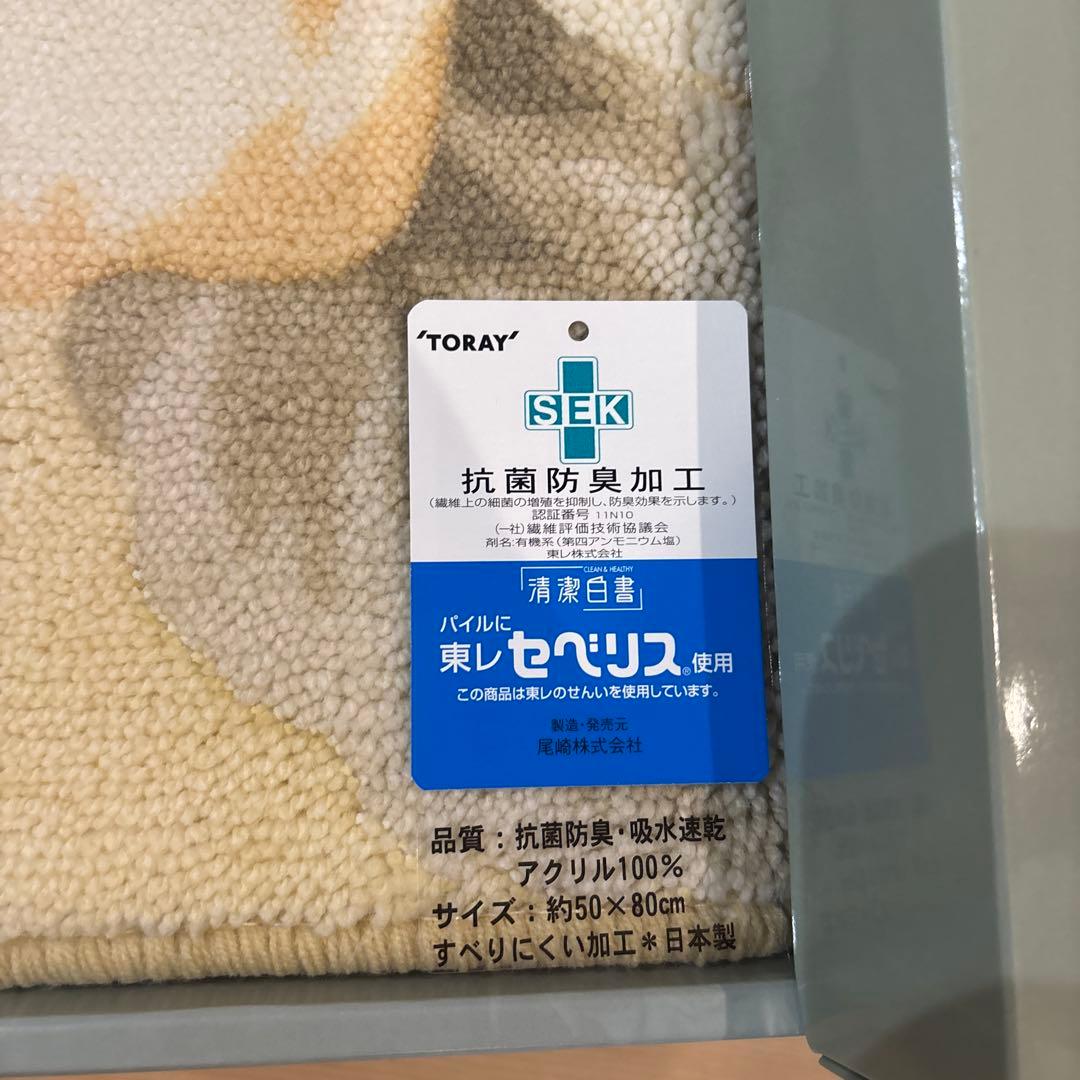 TORAY
SEK
抗菌防臭加工
(繊維上の細菌の増殖を抑制し、防臭効果を示します。)
認証番号 11N10
(一社)繊維評価技術協議会
剤名:有機系(第四アンモニウム塩)
東レ株式会社
CLEAN & HEALTHY
「清潔白書」
パイルに
東レ セベリス®使用
この商品は東レのせんいを使用しています。
製造・発売元
尾崎株式会社
品質:抗菌防臭・吸水速乾
アクリル100%
サイズ:約50×80cm
すべりにくい加工*日本製